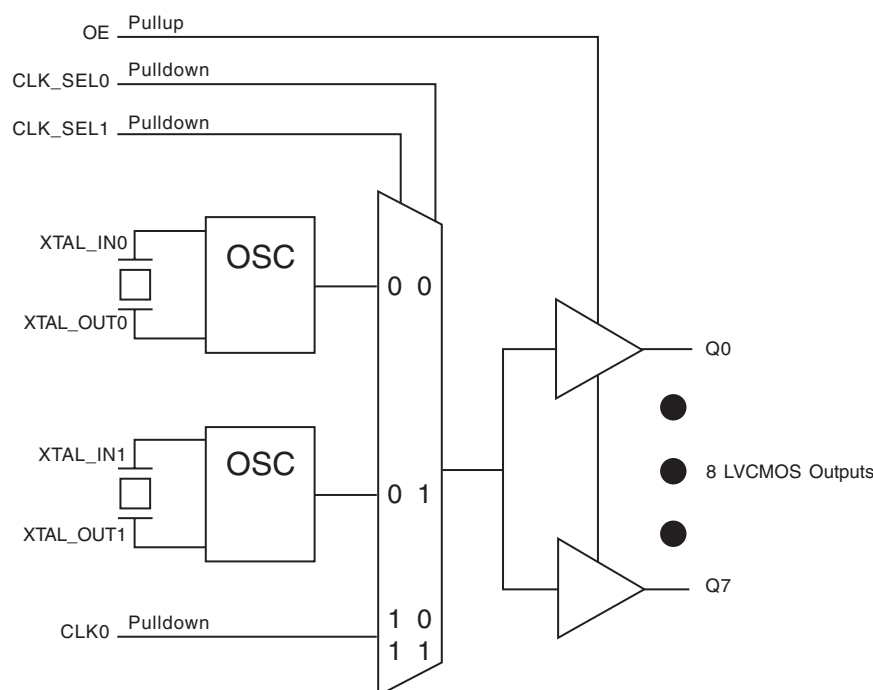 OE Pullup
CLK_SEL0 Pulldown
CLK_SEL1 Pulldown
XTAL_IN0
OSC
0 0
XTAL_OUT0
Q0
XTAL_IN1
OSC
8 LVCMOS Outputs
0 1
XTAL_OUT1
Q7
CLK0 Pulldown
1 0
1 1